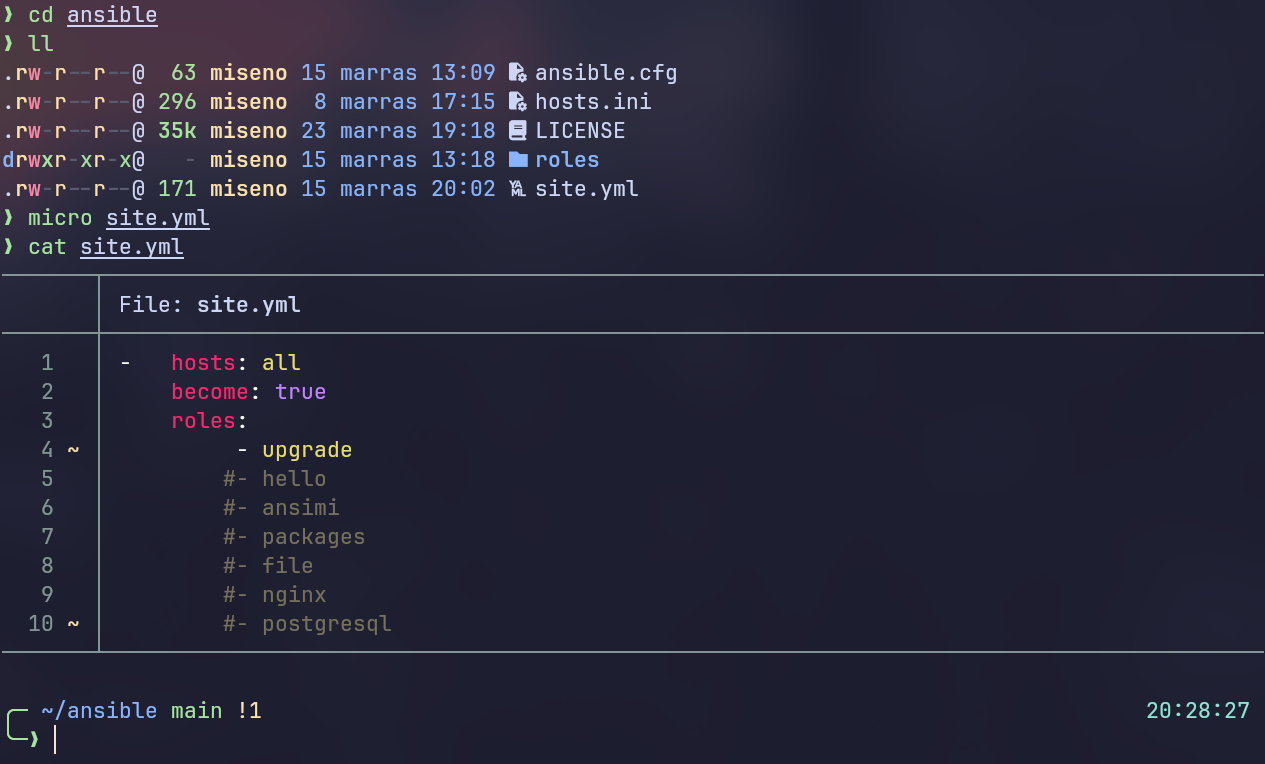 ❱ cd ansible
❱ ll
.rw-r--r--@  63 miseno 15 marras 13:09 ansible.cfg
.rw-r--r--@ 296 miseno  8 marras 17:15 hosts.ini
.rw-r--r--@ 35k miseno 23 marras 19:18 LICENSE
drwxr-xr-x@   - miseno 15 marras 13:18 roles
.rw-r--r--@ 171 miseno 15 marras 20:02 YAML site.yml
❱ micro site.yml
❱ cat site.yml
File: site.yml
1 -   hosts: all
2     become: true
3     roles:
4 ~        - upgrade
5         #- hello
6         #- ansimi
7         #- packages
8         #- file
9         #- nginx
10 ~       #- postgresql
~/ansible main !1 20:28:27
❱